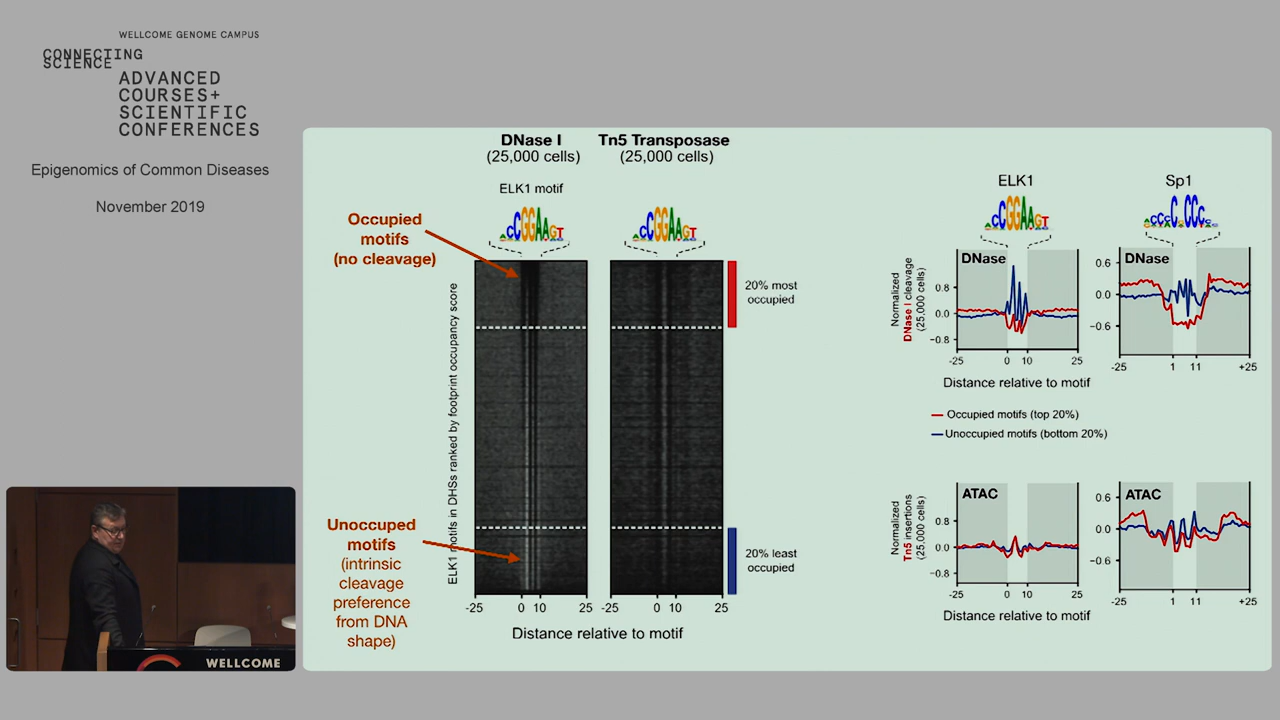 WELLCOME GENOME CAMPUS
CONNECTING
SCIENCE
ADVANCED
COURSES+
SCIENTIFIC
CONFERENCES
Epigenomics of Common Diseases
November 2019
DNase I
(25,000 cells)
Tn5 Transposase
(25,000 cells)
ELK1 motif
Occupied
motifs
(no cleavage)
Unoccuped
motifs
(intrinsic
cleavage
preference
from DNA
shape)
ELK1 motifs in DHSs ranked by footprint occupancy score
20% most
occupied
20% least
occupied
-25 0 10 25
-25 0 10 25
Distance relative to motif
ELK1
Sp1
Normalized
DNase I cleavage
(25,000 cells)
DNase
0.8
0.0
−0.8
-25 0 10 25
DNase
0.6
0.0
−0.6
-25 1 11 +25
Distance relative to motif
Occupied motifs (top 20%)
Unoccupied motifs (bottom 20%)
Normalized
Tn5 insertions
(25,000 cells)
ATAC
0.8
0.0
−0.8
-25 0 10 25
ATAC
0.6
0.0
−0.6
-25 1 11 +25
Distance relative to motif
WELLCOME